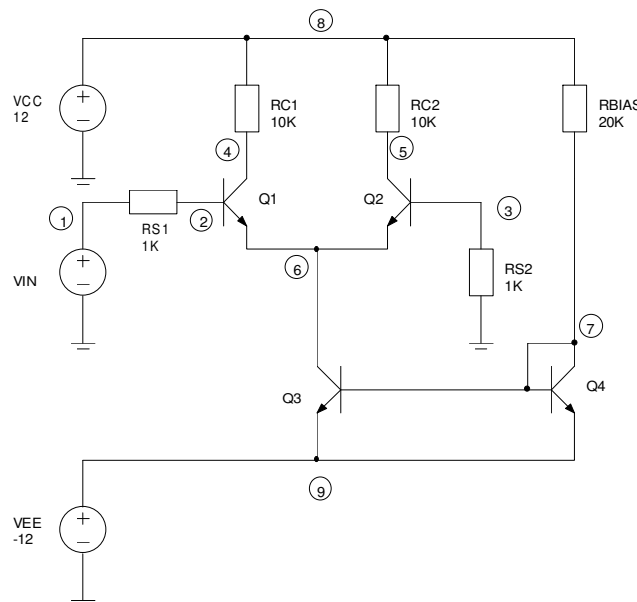 8
VCC
12
RC1
10K
RC2
10K
RBIAS
20K
4
5
1
RS1
1K
2
Q1
Q2
3
VIN
6
RS2
1K
7
Q3
Q4
9
VEE
-12